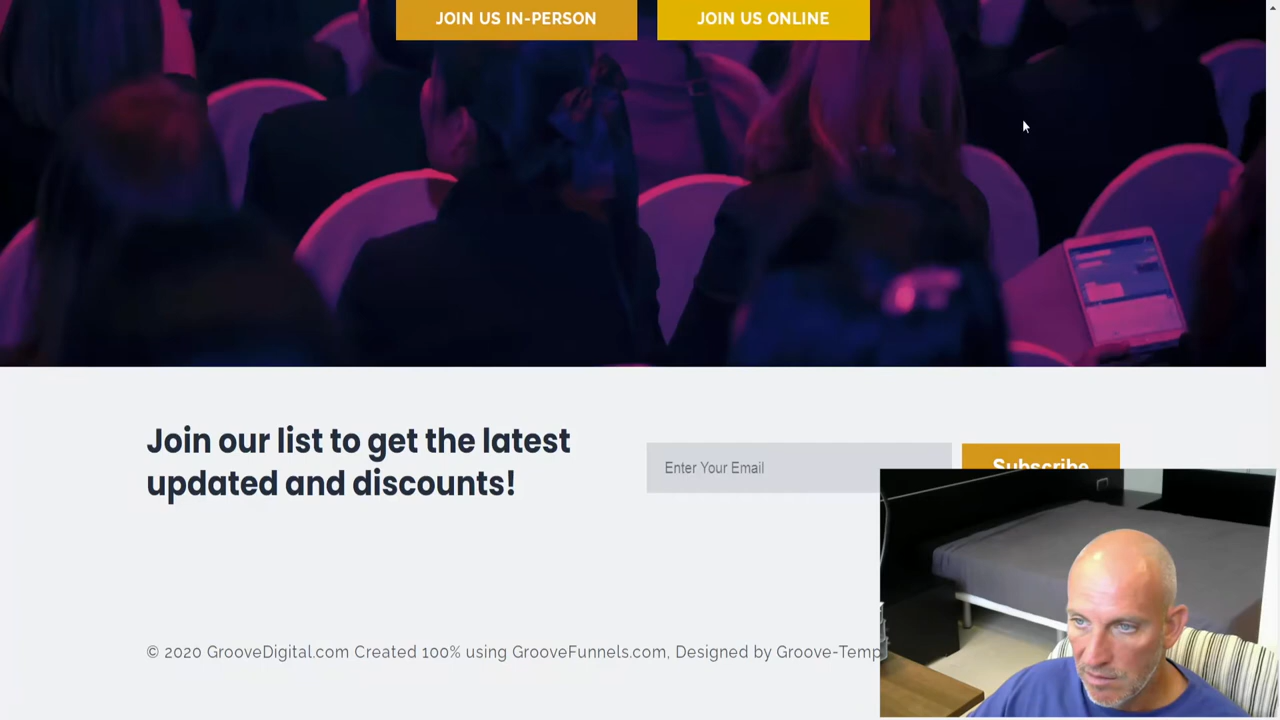 JOIN US IN-PERSON
JOIN US ONLINE
Join our list to get the latest
updated and discounts!
Enter Your Email
Subscribe
© 2020 GrooveDigital.com Created 100% using GrooveFunnels.com, Designed by Groove-Temp